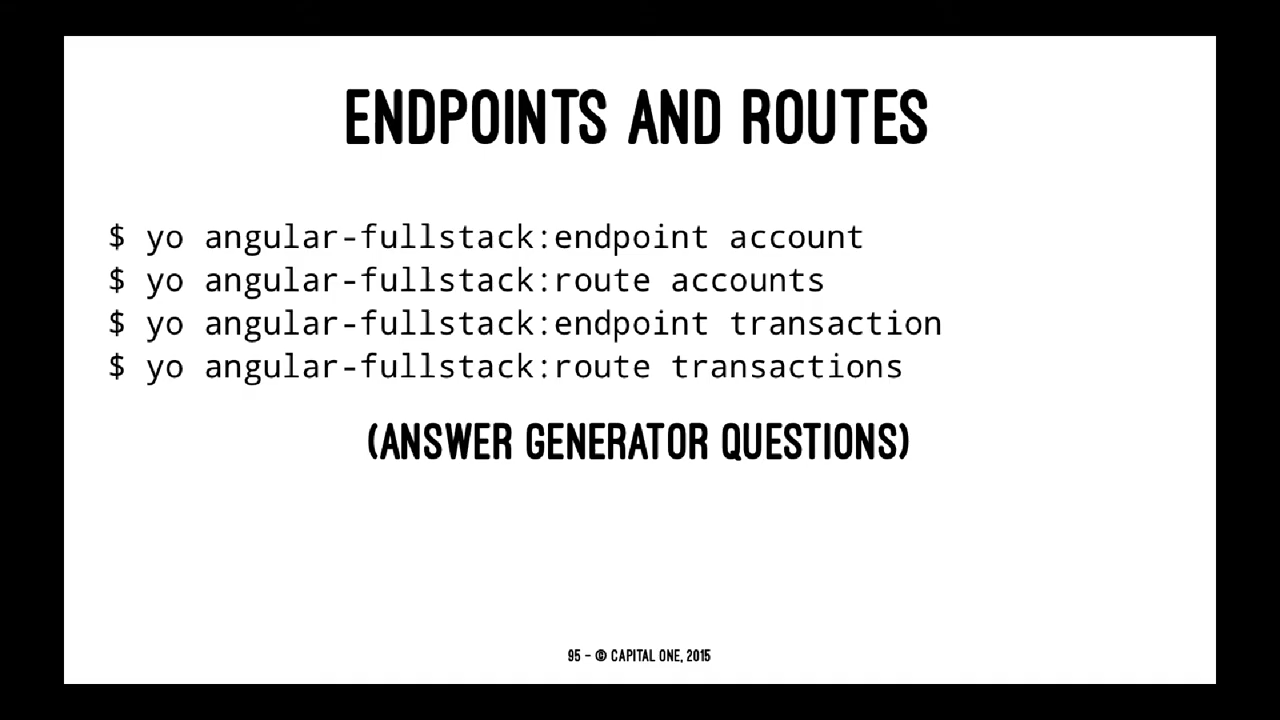 ENDPOINTS AND ROUTES
$ yo angular-fullstack:endpoint account
$ yo angular-fullstack:route accounts
$ yo angular-fullstack:endpoint transaction
$ yo angular-fullstack:route transactions
(ANSWER GENERATOR QUESTIONS)
95 - © CAPITAL ONE, 2015